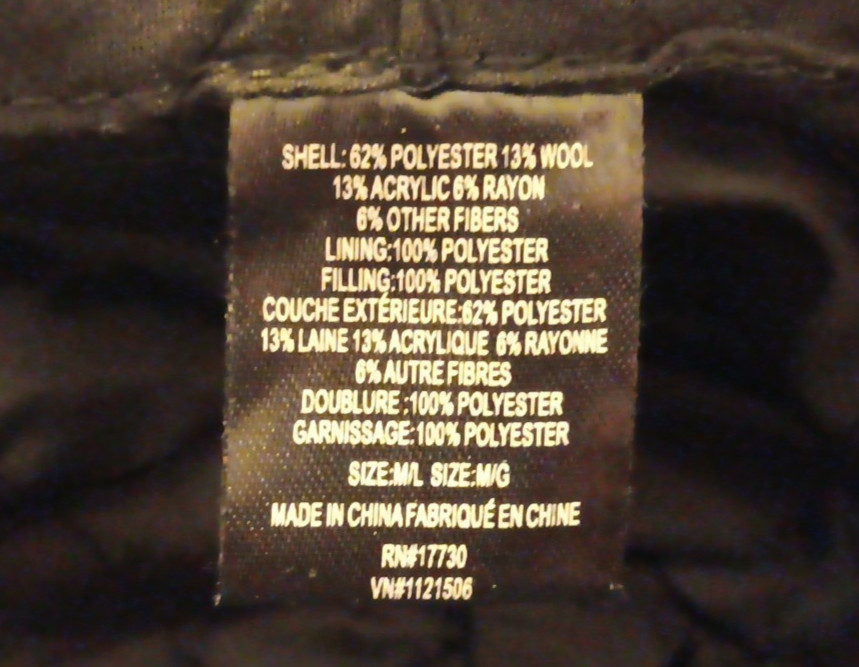 SHELL: 62% POLYESTER 13% WOOL
13% ACRYLIC 6% RAYON
6% OTHER FIBERS
LINING:100% POLYESTER
FILLING:100% POLYESTER
COUCHE EXTÉRIEURE:62% POLYESTER
13% LAINE 13% ACRYLIQUE 6% RAYONNE
6% AUTRE FIBRES
DOUBLURE :100% POLYESTER
GARNISSAGE:100% POLYESTER
SIZE:M/L SIZE:M/G
MADE IN CHINA FABRIQUÉ EN CHINE
RN#17730
VN#1121506